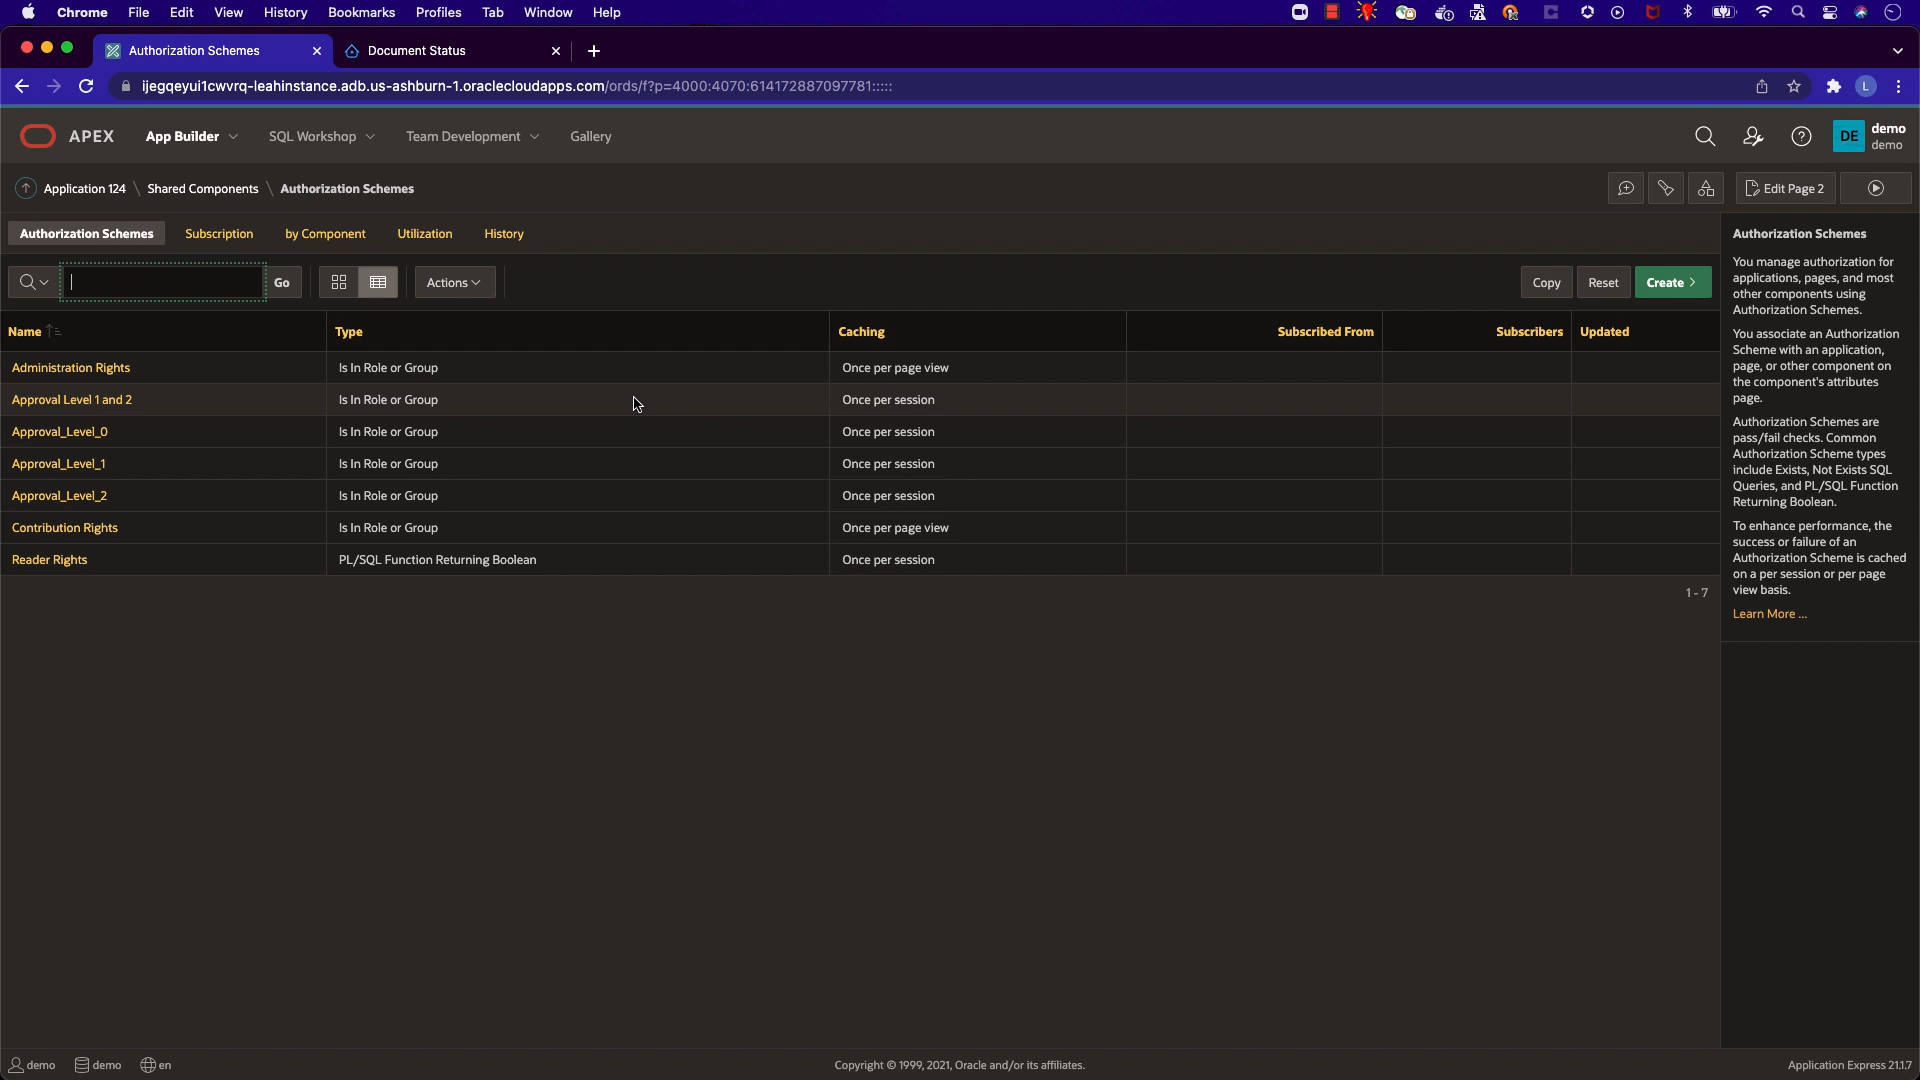 Chrome File Edit View History Bookmarks Profiles Tab Window Help
Authorization Schemes
Document Status
ijegqeyui1cwvrq-leahinstance.adb.us-ashburn-1.oraclecloudapps.com/ords/f?p=4000:4070:614172887097781:::::
L
APEX App Builder SQL Workshop Team Development Gallery
DE demo
demo
Application 124 \ Shared Components \ Authorization Schemes
Edit Page 2
Authorization Schemes Subscription by Component Utilization History
Go Actions Copy Reset Create
Name Type Caching Subscribed From Subscribers Updated
Administration Rights Is In Role or Group Once per page view
Approval Level 1 and 2 Is In Role or Group Once per session
Approval_Level_0 Is In Role or Group Once per session
Approval_Level_1 Is In Role or Group Once per session
Approval_Level_2 Is In Role or Group Once per session
Contribution Rights Is In Role or Group Once per page view
Reader Rights PL/SQL Function Returning Boolean Once per session
1 - 7
Authorization Schemes
You manage authorization for
applications, pages, and most
other components using
Authorization Schemes.
You associate an Authorization
Scheme with an application,
page, or other component on
the component's attributes
page.
Authorization Schemes are
pass/fail checks. Common
Authorization Scheme types
include Exists, Not Exists SQL
Queries, and PL/SQL Function
Returning Boolean.
To enhance performance, the
success or failure of an
Authorization Scheme is cached
on a per session or per page
view basis.
Learn More ...
demo demo en
Copyright © 1999, 2021, Oracle and/or its affiliates.
Application Express 21.1.7